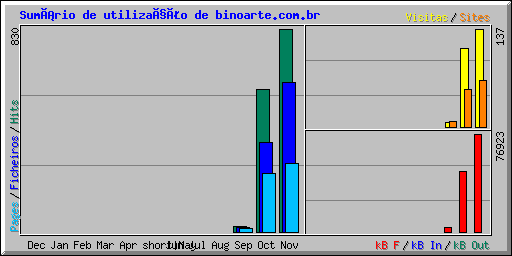 SumÃ¡rio de utilizaÃ§Ã£o de binoarte.com.br
Visitas / Sites
830
137
Pages / Ficheiros / Hits
76923
Dec Jan Feb Mar Apr Jul Aug Sep Oct Nov
kB F / kB In / kB Out